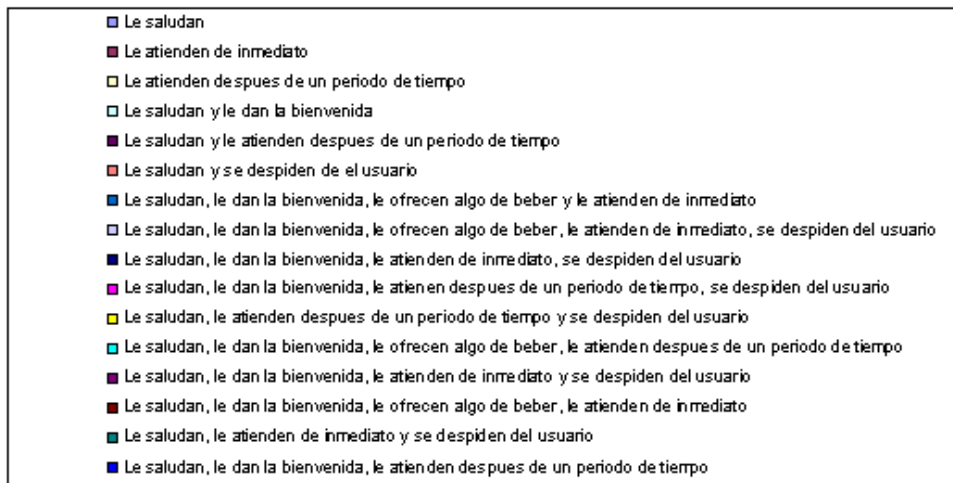 Le saludan
Le atienden de inmediato
Le atienden despues de un periodo de tiempo
Le saludan y le dan la bienvenida
Le saludan y le atienden despues de un periodo de tiempo
Le saludan y se despiden de el usuario
Le saludan, le dan la bienvenida, le ofrecen algo de beber y le atienden de inmediato
Le saludan, le dan la bienvenida, le ofrecen algo de beber, le atienden de inmediato, se despiden del usuario
Le saludan, le dan la bienvenida, le atienden de inmediato, se despiden del usuario
Le saludan, le dan la bienvenida, le atienen despues de un periodo de tiempo, se despiden del usuario
Le saludan, le atienden despues de un periodo de tiempo y se despiden del usuario
Le saludan, le dan la bienvenida, le ofrecen algo de beber, le atienden despues de un periodo de tiempo
Le saludan, le dan la bienvenida, le atienden de inmediato y se despiden del usuario
Le saludan, le dan la bienvenida, le ofrecen algo de beber, le atienden de inmediato
Le saludan, le atienden de inmediato y se despiden del usuario
Le saludan, le dan la bienvenida, le atienden despues de un periodo de tiempo